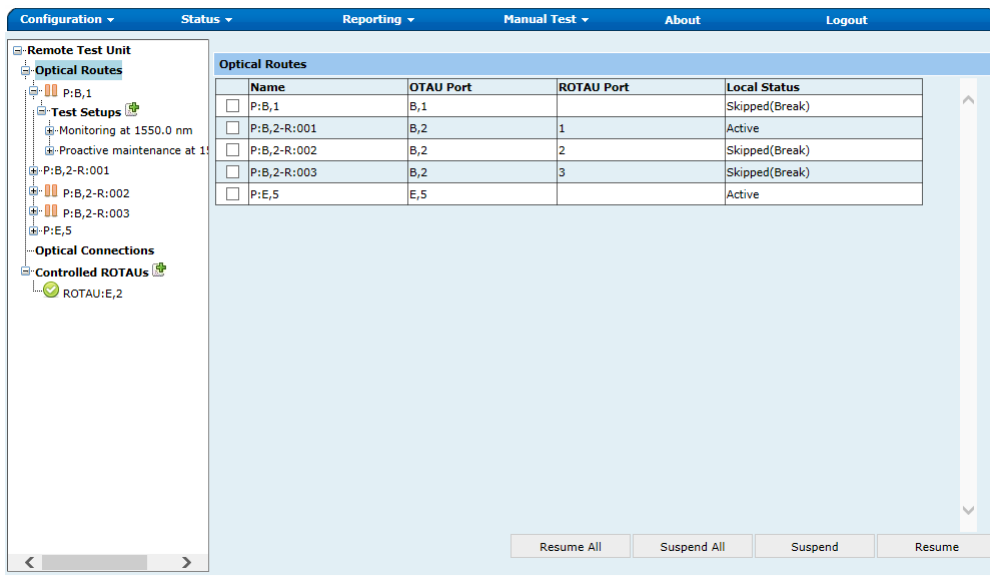 Configuration Status Reporting Manual Test About Logout
Remote Test Unit
Optical Routes
P:B,1
Test Setups
Monitoring at 1550.0 nm
Proactive maintenance at 1
P:B,2-R:001
P:B,2-R:002
P:B,2-R:003
P:E,5
Optical Connections
Controlled ROTAUs
ROTAU:E,2
Optical Routes
Name OTAU Port ROTAU Port Local Status
P:B,1 B,1 Skipped(Break)
P:B,2-R:001 B,2 1 Active
P:B,2-R:002 B,2 2 Skipped(Break)
P:B,2-R:003 B,2 3 Skipped(Break)
P:E,5 E,5 Active
Resume All Suspend All Suspend Resume